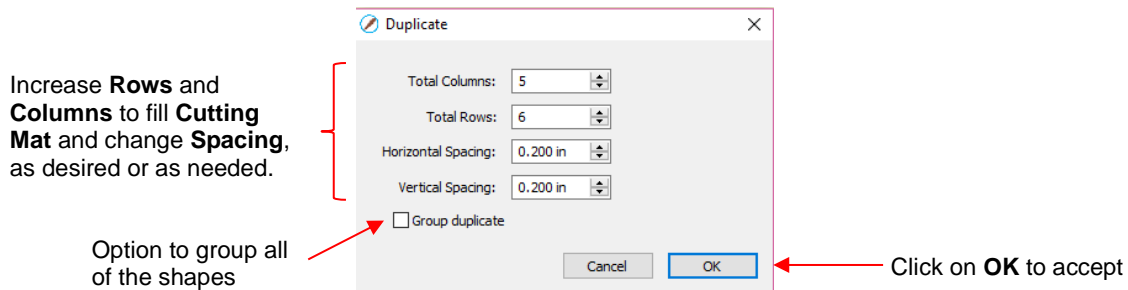 Duplicate
Increase Rows and
Columns to fill Cutting
Mat and change Spacing,
as desired or as needed.
Total Columns: 5
Total Rows: 6
Horizontal Spacing: 0.200 in
Vertical Spacing: 0.200 in
Group duplicate
Option to group all
of the shapes
Cancel OK
Click on OK to accept